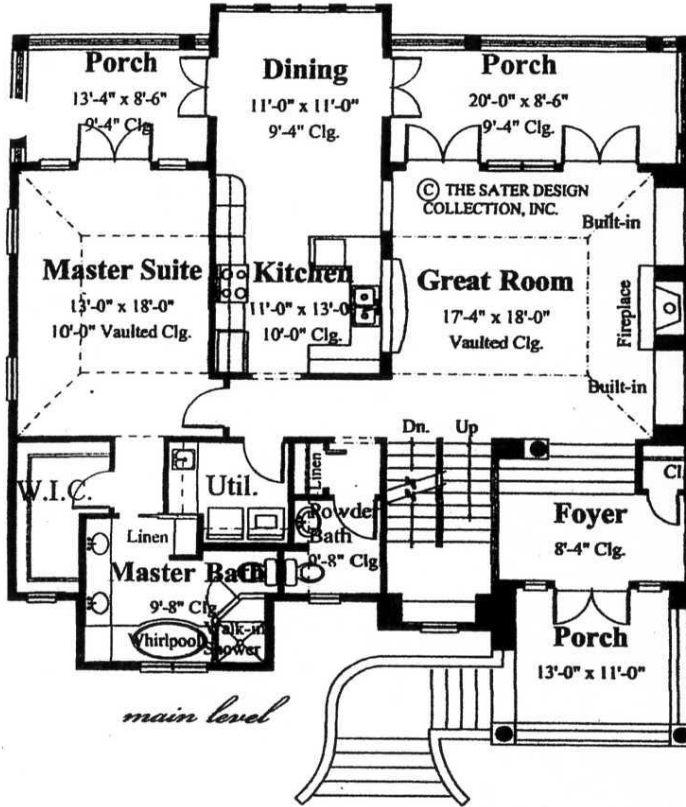 Porch
13'-4" x 8'-6"
9'-4" Clg.
Dining
11'-0" x 11'-0"
9'-4" Clg.
Porch
20'-0" x 8'-6"
9'-4" Clg.
© THE SATER DESIGN
COLLECTION, INC.
Built-in
Master Suite
13'-0" x 18'-0"
10'-0" Vaulted Clg.
Kitchen
11'-0" x 13'-0"
10'-0" Clg.
Great Room
17'-4" x 18'-0"
Vaulted Clg.
Fireplace
Built-in
Dn.
Up
W.I.C.
Util.
Linen
Cl.
Linen
Powder
Bath
9'-8" Clg.
Foyer
8'-4" Clg.
Master Bath
9'-8" Clg.
Whirlpool
Walk-in
Shower
Porch
13'-0" x 11'-0"
main level